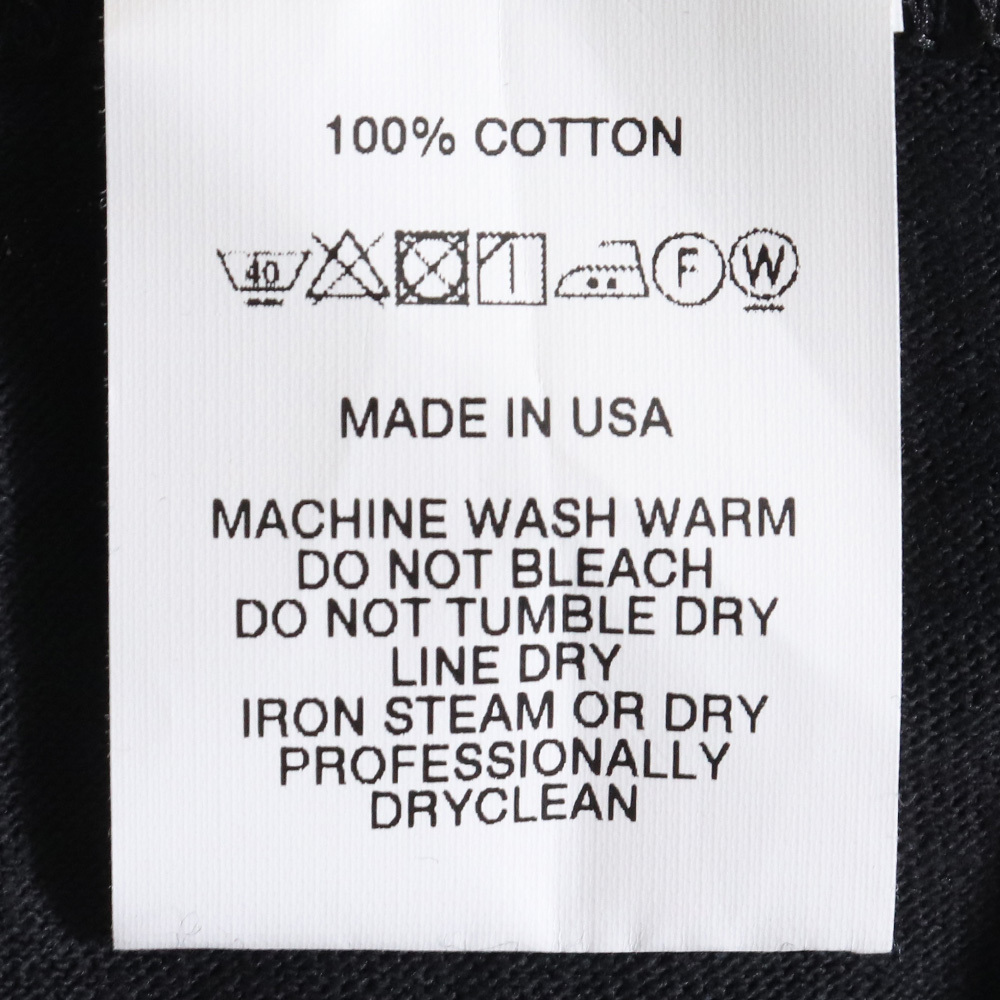 100% COTTON
40 F W
MADE IN USA
MACHINE WASH WARM
DO NOT BLEACH
DO NOT TUMBLE DRY
LINE DRY
IRON STEAM OR DRY
PROFESSIONALLY
DRYCLEAN